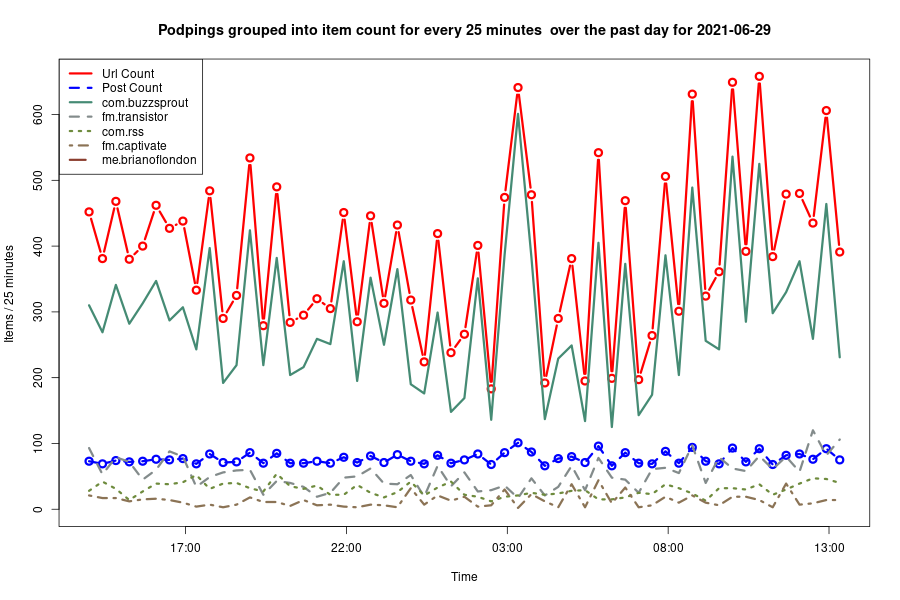 Podpings grouped into item count for every 25 minutes  over the past day for 2021-06-29
Url Count
Post Count
com.buzzsprout
fm.transistor
com.rss
fm.captivate
me.brianoflondon
Items / 25 minutes
600
500
400
300
200
100
0
17:00 22:00 03:00 08:00 13:00
Time